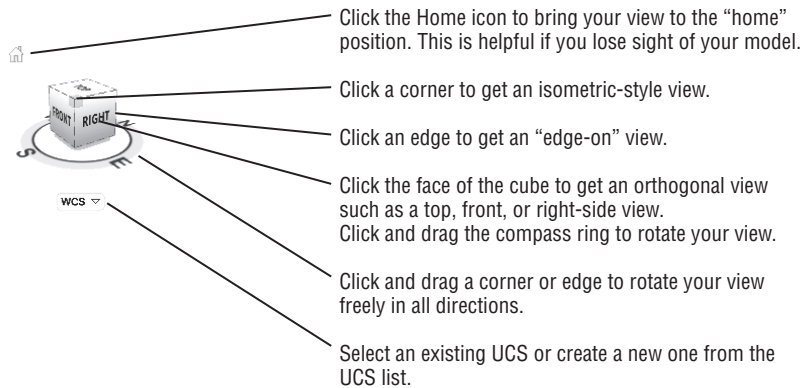 Click the Home icon to bring your view to the “home”
position. This is helpful if you lose sight of your model.
Click a corner to get an isometric-style view.
Click an edge to get an “edge-on” view.
Click the face of the cube to get an orthogonal view
such as a top, front, or right-side view.
Click and drag the compass ring to rotate your view.
Click and drag a corner or edge to rotate your view
freely in all directions.
Select an existing UCS or create a new one from the
UCS list.
FRONT
RIGHT
S
E
N
WCS